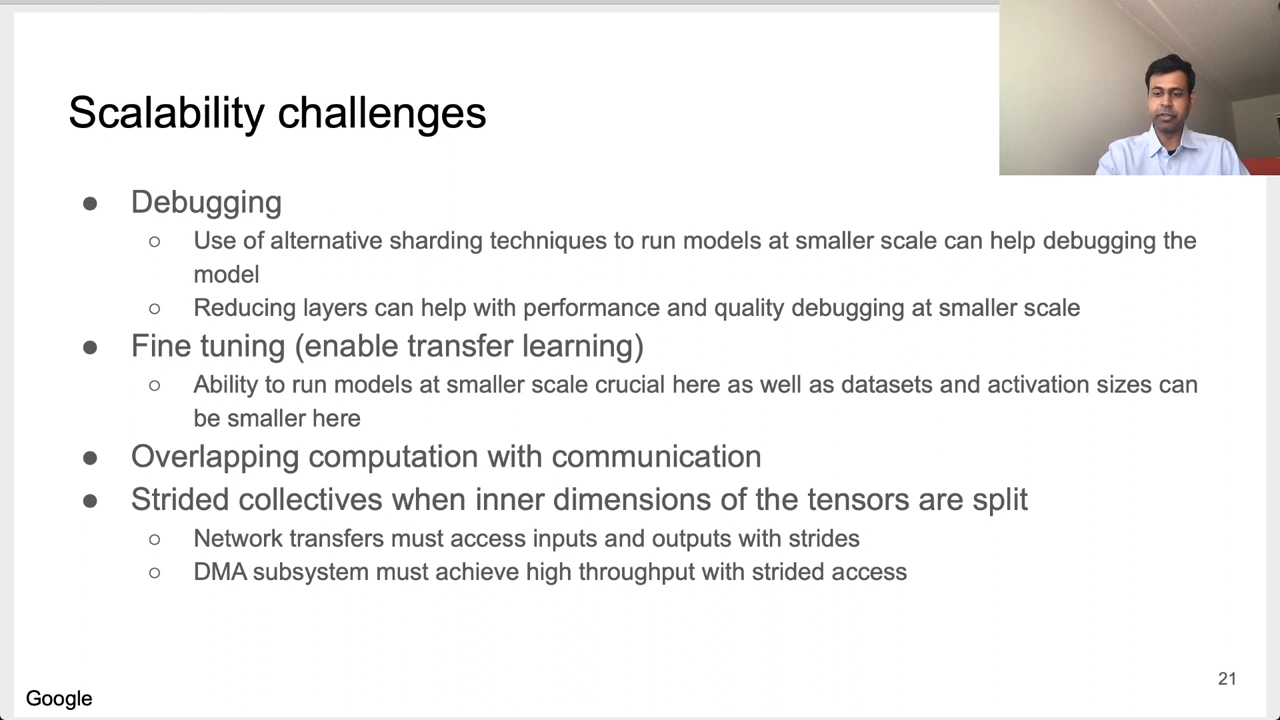 Scalability challenges
● Debugging
○ Use of alternative sharding techniques to run models at smaller scale can help debugging the
model
○ Reducing layers can help with performance and quality debugging at smaller scale
● Fine tuning (enable transfer learning)
○ Ability to run models at smaller scale crucial here as well as datasets and activation sizes can
be smaller here
● Overlapping computation with communication
● Strided collectives when inner dimensions of the tensors are split
○ Network transfers must access inputs and outputs with strides
○ DMA subsystem must achieve high throughput with strided access
21
Google